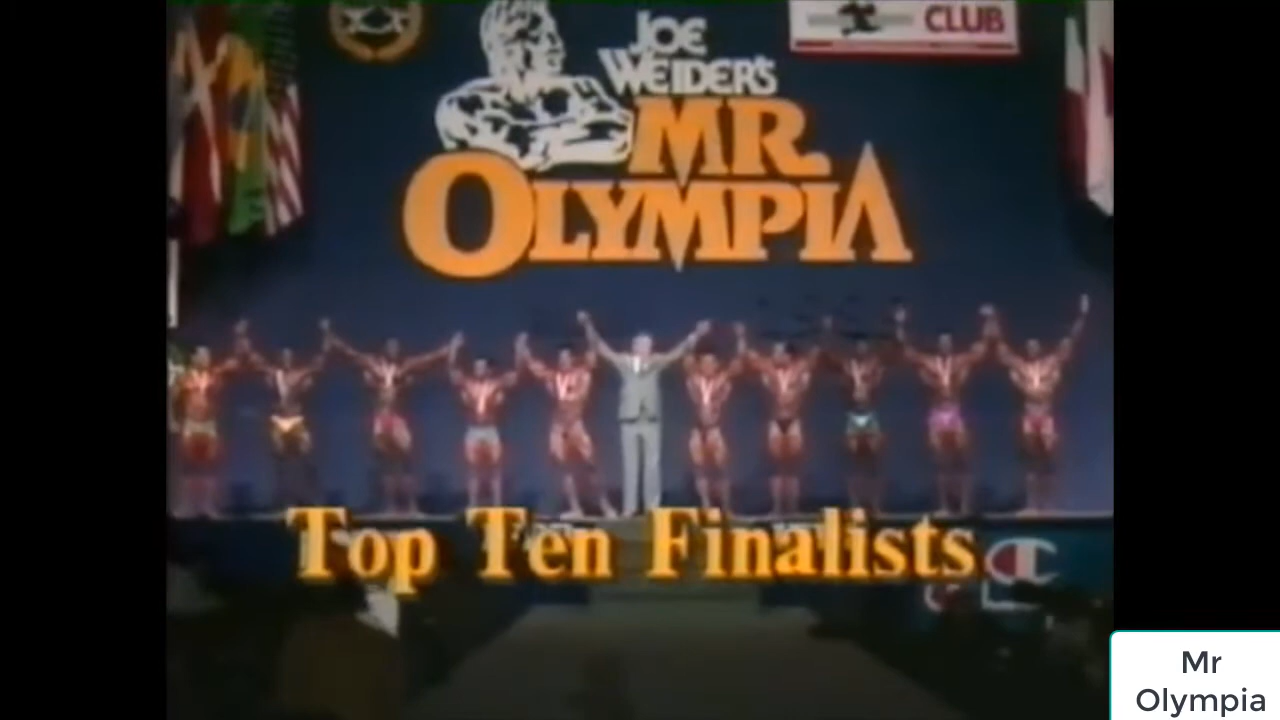 CLUB
JOE
WEIDER'S
MR.
OLYMPIA
Top Ten Finalists
Mr
Olympia